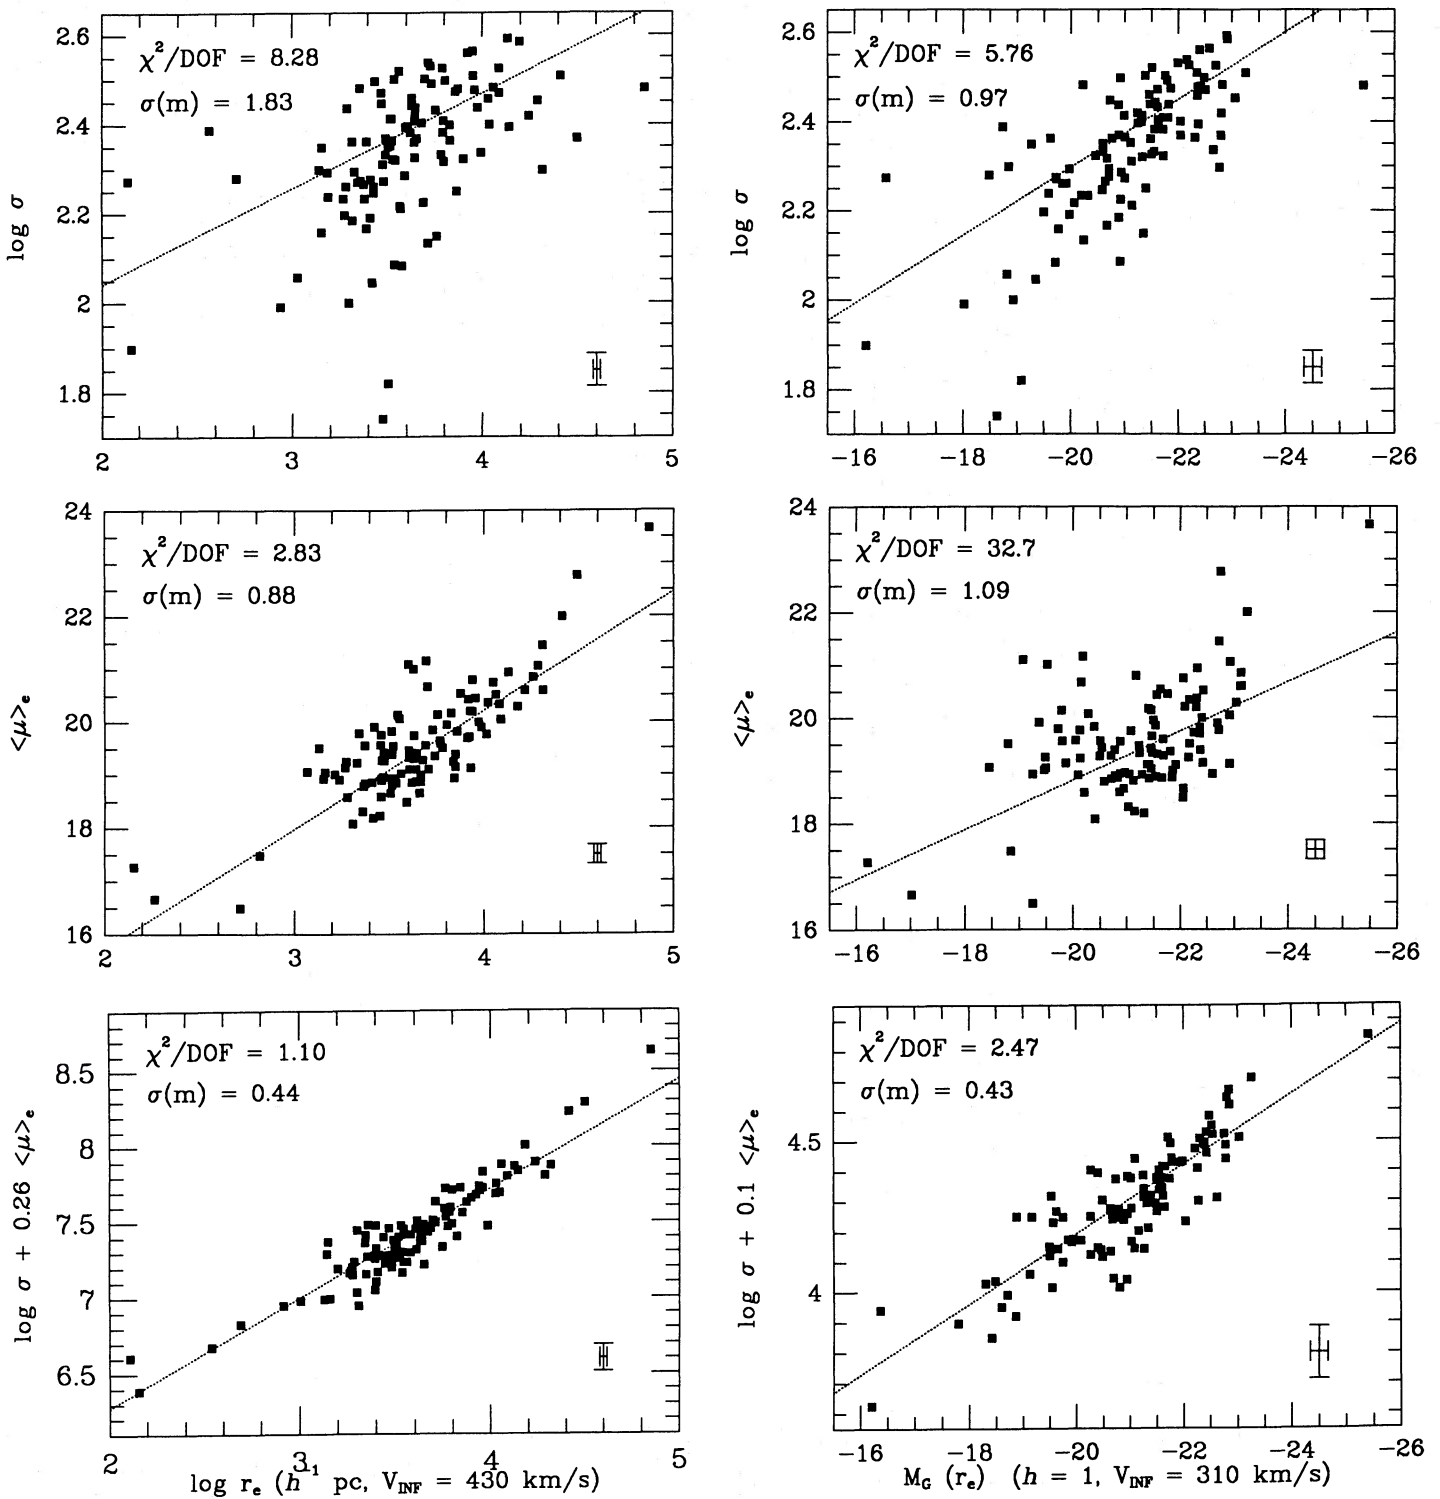 χ²/DOF = 8.28
σ(m) = 1.83
log σ
2.6
2.4
2.2
2
1.8
2 3 4 5
χ²/DOF = 5.76
σ(m) = 0.97
log σ
2.6
2.4
2.2
2
1.8
−16 −18 −20 −22 −24 −26
χ²/DOF = 2.83
σ(m) = 0.88
<μ>e
24
22
20
18
16
2 3 4 5
χ²/DOF = 32.7
σ(m) = 1.09
<μ>e
24
22
20
18
16
−16 −18 −20 −22 −24 −26
χ²/DOF = 1.10
σ(m) = 0.44
log σ + 0.26 <μ>e
8.5
8
7.5
7
6.5
2 3 4 5
log re (h⁻¹ pc, VINF = 430 km/s)
χ²/DOF = 2.47
σ(m) = 0.43
log σ + 0.1 <μ>e
4.5
4
−16 −18 −20 −22 −24 −26
MG (re) (h = 1, VINF = 310 km/s)